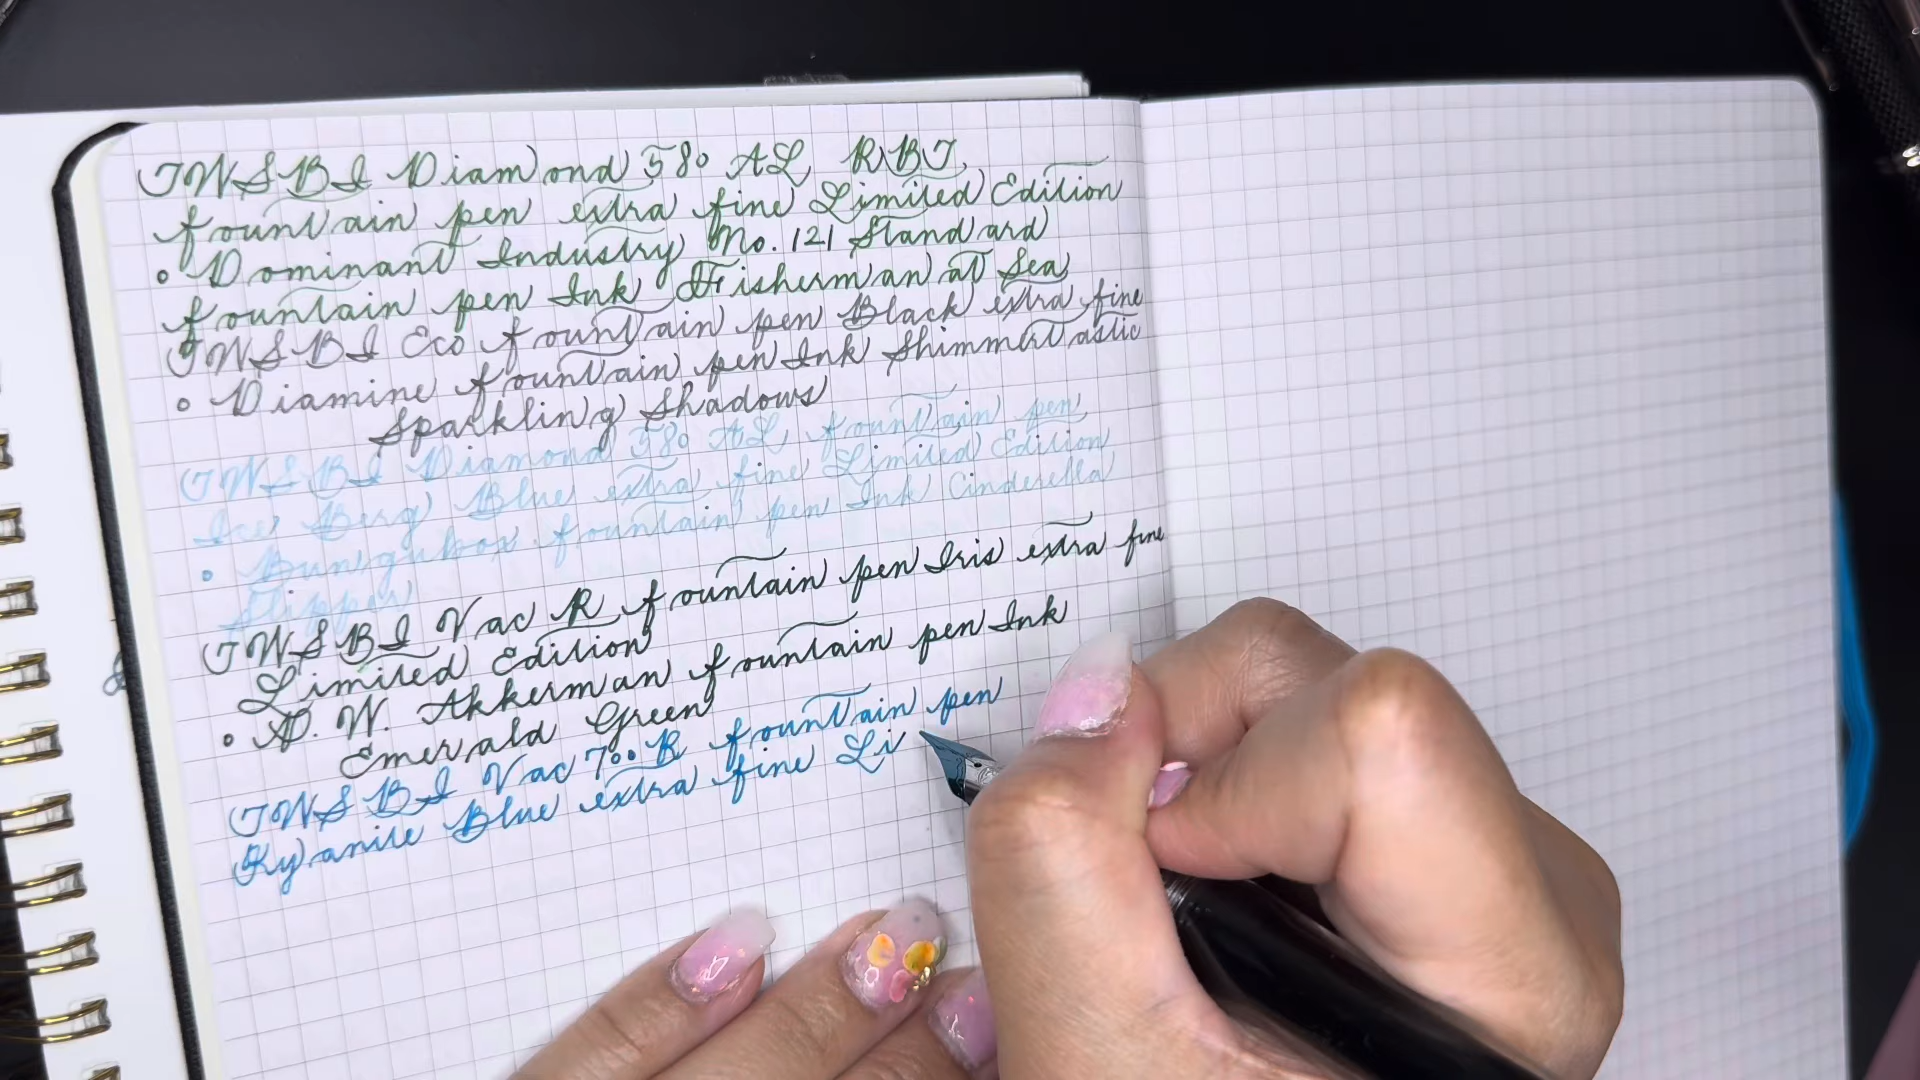 TWSBI Diamond 580 AL RBT
fountain pen extra fine Limited Edition
• Dominant Industry No. 121 Standard
fountain pen Ink Fisherman at Sea
TWSBI Eco fountain pen Black extra fine
• Diamine fountain pen Ink Shimmertastic
Sparkling Shadows
TWSBI Diamond 580 AL fountain pen
Ice Berg Blue extra fine Limited Edition
• Bungubox fountain pen Ink Cinderella
Slipper
TWSBI Vac R fountain pen Iris extra fine
Limited Edition
• P. W. Akkerman fountain pen Ink
Emerald Green
TWSBI Vac 700 R fountain pen
Kyanite Blue extra fine Li